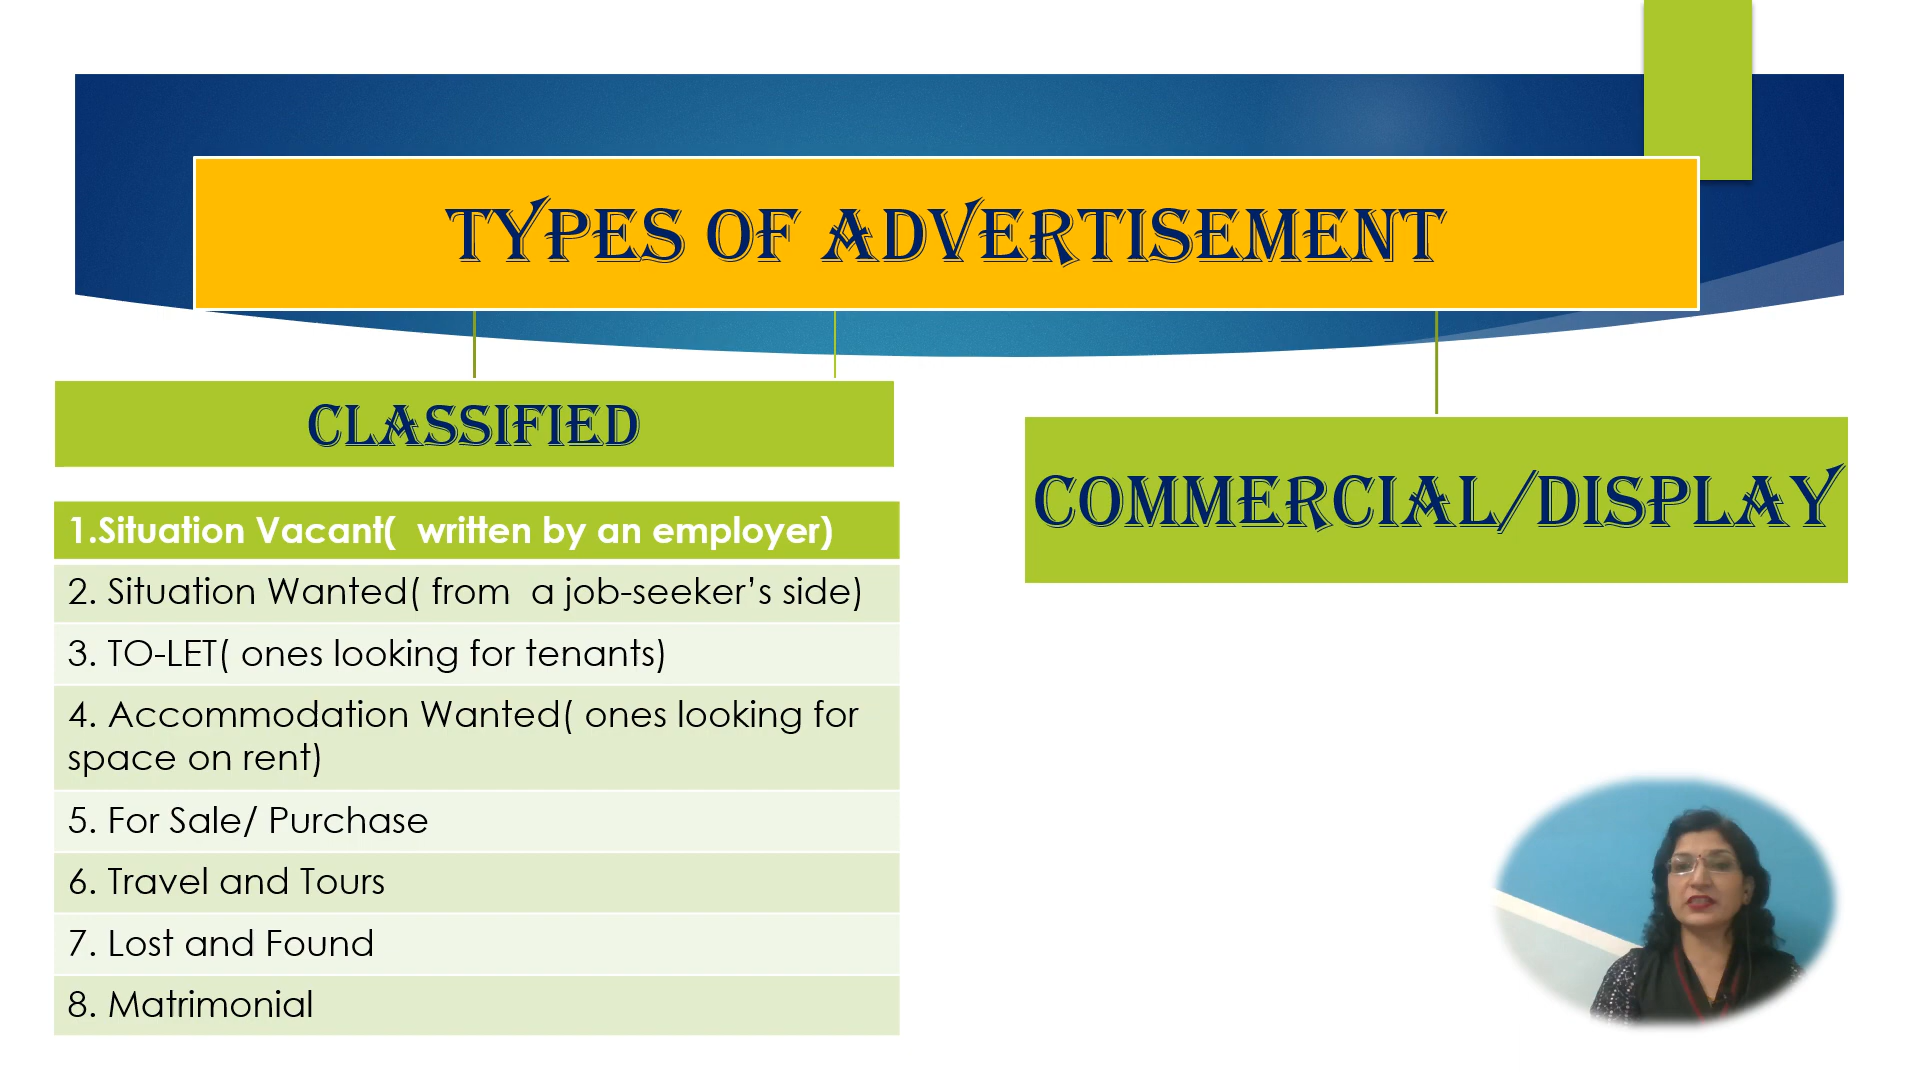 TYPES OF ADVERTISEMENT
CLASSIFIED
COMMERCIAL/DISPLAY
1.Situation Vacant(  written by an employer)
2. Situation Wanted( from  a job-seeker’s side)
3. TO-LET( ones looking for tenants)
4. Accommodation Wanted( ones looking for
space on rent)
5. For Sale/ Purchase
6. Travel and Tours
7. Lost and Found
8. Matrimonial